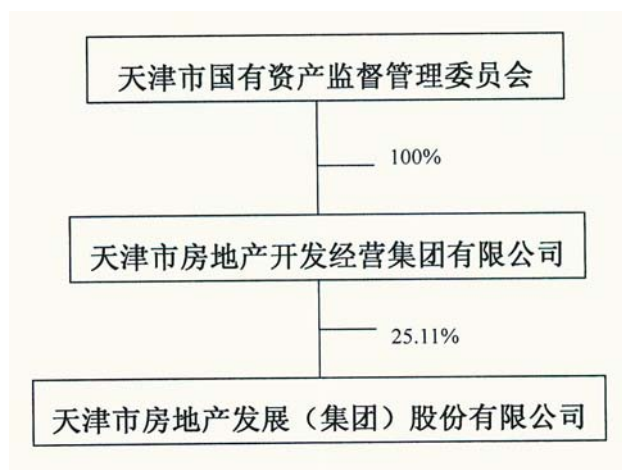 天津市国有资产监督管理委员会
100%
天津市房地产开发经营集团有限公司
25.11%
天津市房地产发展（集团）股份有限公司